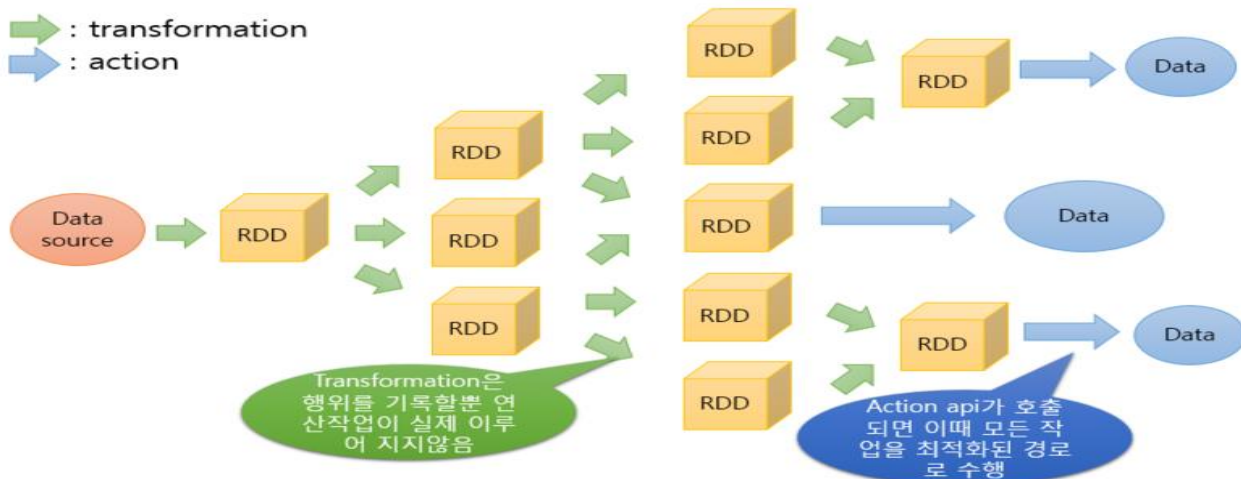 : transformation
: action
Data
source
RDD
RDD
RDD
RDD
RDD
RDD
RDD
RDD
RDD
RDD
RDD
Data
Data
Data
Transformation은
행위를 기록할뿐 연
산작업이 실제 이루
어 지지않음
Action api가 호출
되면 이때 모든 작
업을 최적화된 경로
로 수행